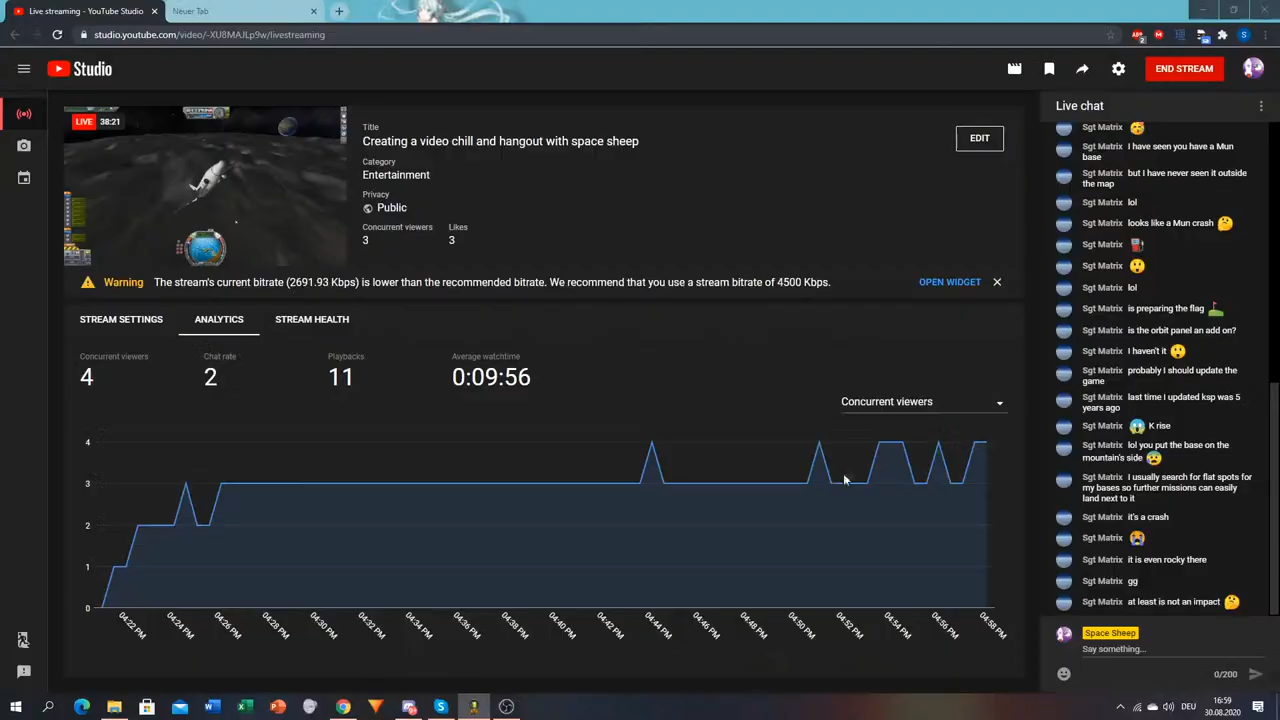 Live streaming - YouTube Studio
Neuer Tab
studio.youtube.com/video/-XU8MAJLp9w/livestreaming
Studio
END STREAM
LIVE 38:21
Title
Creating a video chill and hangout with space sheep
EDIT
Category
Entertainment
Privacy
Public
Concurrent viewers
Likes
3
3
Warning
The stream's current bitrate (2691.93 Kbps) is lower than the recommended bitrate. We recommend that you use a stream bitrate of 4500 Kbps.
OPEN WIDGET
STREAM SETTINGS
ANALYTICS
STREAM HEALTH
Concurrent viewers
Chat rate
Playbacks
Average watchtime
4
2
11
0:09:56
Concurrent viewers
4
3
2
1
0
04:22 PM
04:24 PM
04:26 PM
04:28 PM
04:30 PM
04:32 PM
04:34 PM
04:36 PM
04:38 PM
04:40 PM
04:42 PM
04:44 PM
04:46 PM
04:48 PM
04:50 PM
04:52 PM
04:54 PM
04:56 PM
04:58 PM
Live chat
Sgt Matrix 🥳
Sgt Matrix I have seen you have a Mun
base
Sgt Matrix but I have never seen it outside
the map
Sgt Matrix lol
Sgt Matrix looks like a Mun crash 🤔
Sgt Matrix ⛽
Sgt Matrix 😲
Sgt Matrix lol
Sgt Matrix is preparing the flag ⛳
Sgt Matrix is the orbit panel an add on?
Sgt Matrix I haven't it 😲
Sgt Matrix probably I should update the
game
Sgt Matrix last time I updated ksp was 5
years ago
Sgt Matrix 😱 K rise
Sgt Matrix lol you put the base on the
mountain's side 😰
Sgt Matrix I usually search for flat spots for
my bases so further missions can easily
land next to it
Sgt Matrix it's a crash
Sgt Matrix 😭
Sgt Matrix it is even rocky there
Sgt Matrix gg
Sgt Matrix at least is not an impact 🤔
Space Sheep
Say something...
0/200
DEU
16:59
30.08.2020